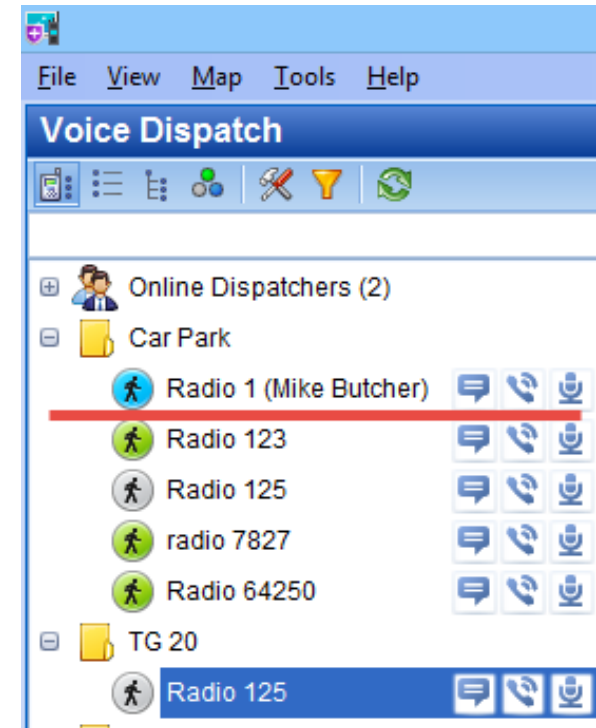 File View Map Tools Help
Voice Dispatch
Online Dispatchers (2)
Car Park
Radio 1 (Mike Butcher)
Radio 123
Radio 125
radio 7827
Radio 64250
TG 20
Radio 125